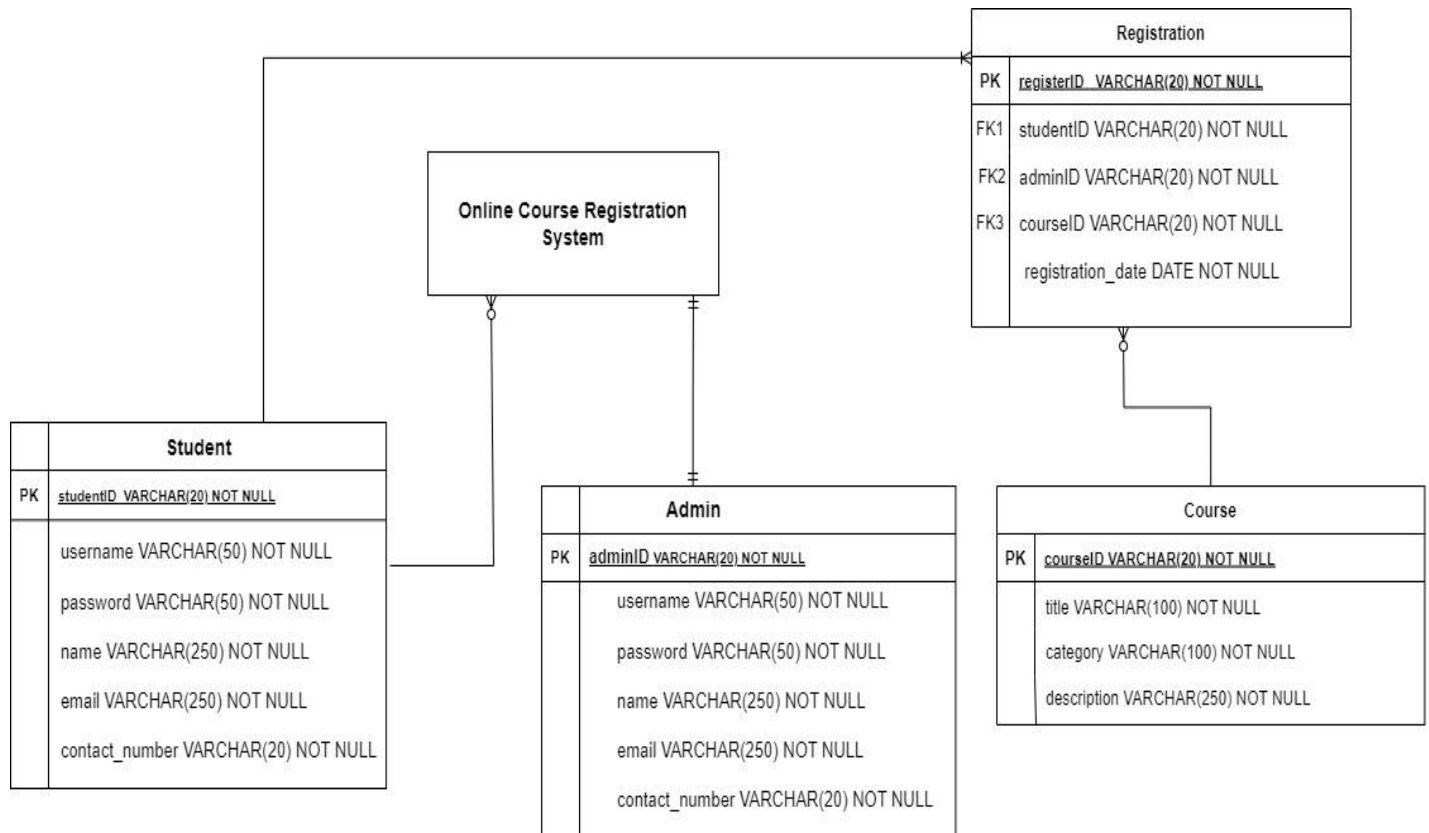 Registration
PK registerID VARCHAR(20) NOT NULL
FK1 studentID VARCHAR(20) NOT NULL
FK2 adminID VARCHAR(20) NOT NULL
FK3 courseID VARCHAR(20) NOT NULL
registration_date DATE NOT NULL
Online Course Registration
System
Student
PK studentID VARCHAR(20) NOT NULL
username VARCHAR(50) NOT NULL
password VARCHAR(50) NOT NULL
name VARCHAR(250) NOT NULL
email VARCHAR(250) NOT NULL
contact_number VARCHAR(20) NOT NULL
Admin
PK adminID VARCHAR(20) NOT NULL
username VARCHAR(50) NOT NULL
password VARCHAR(50) NOT NULL
name VARCHAR(250) NOT NULL
email VARCHAR(250) NOT NULL
contact_number VARCHAR(20) NOT NULL
Course
PK courseID VARCHAR(20) NOT NULL
title VARCHAR(100) NOT NULL
category VARCHAR(100) NOT NULL
description VARCHAR(250) NOT NULL